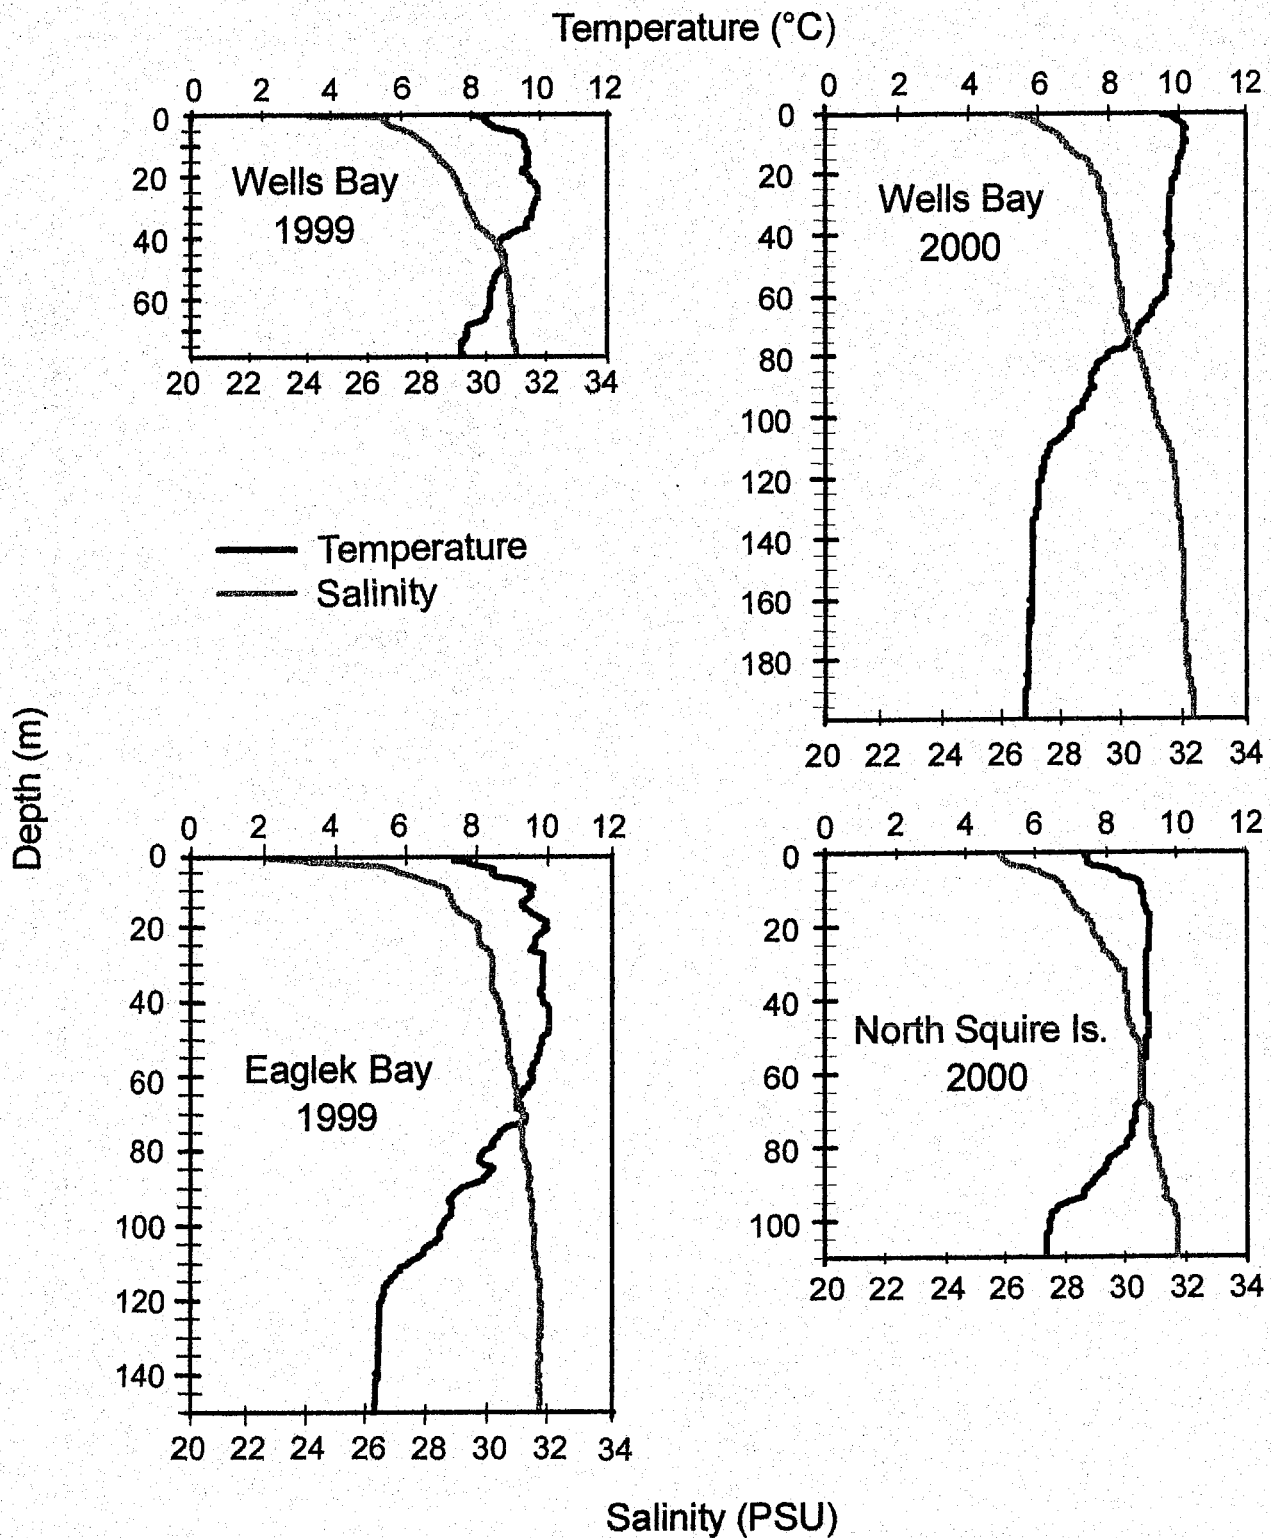 Temperature (°C)
0 2 4 6 8 10 12
0
20
40
60
Wells Bay
1999
20 22 24 26 28 30 32 34
0 2 4 6 8 10 12
0
20
40
60
80
100
120
140
160
180
Wells Bay
2000
20 22 24 26 28 30 32 34
Temperature
Salinity
Depth (m)
0 2 4 6 8 10 12
0
20
40
60
80
100
120
140
Eaglek Bay
1999
20 22 24 26 28 30 32 34
0 2 4 6 8 10 12
0
20
40
60
80
100
North Squire Is.
2000
20 22 24 26 28 30 32 34
Salinity (PSU)